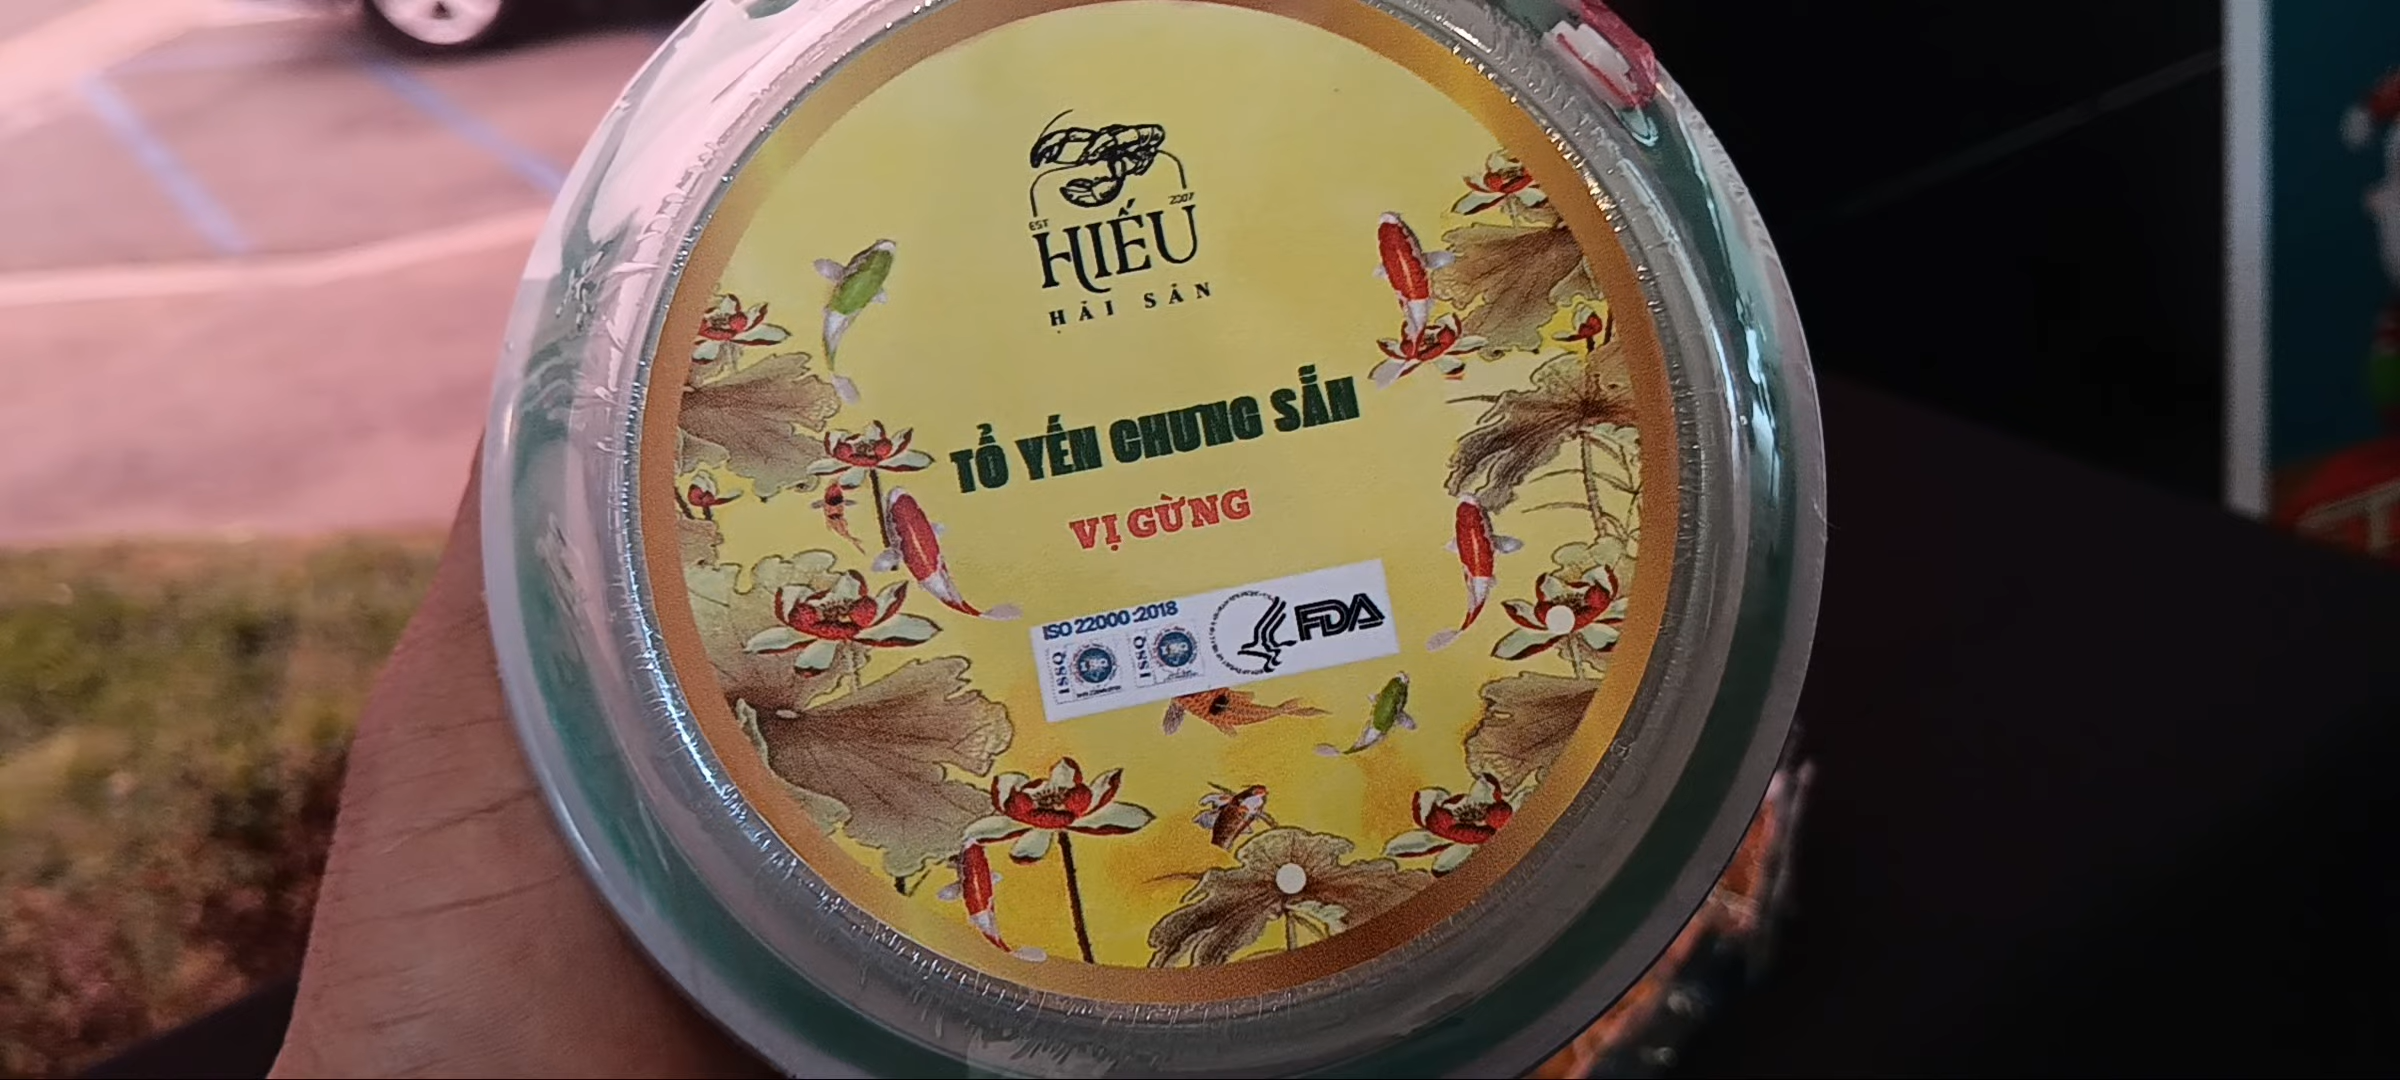 EST 2007
HIẾU
HẢI SẢN
TỔ YẾN CHƯNG SẴN
VỊ GỪNG
ISO 22000:2018
ISSQ ISSQ FDA